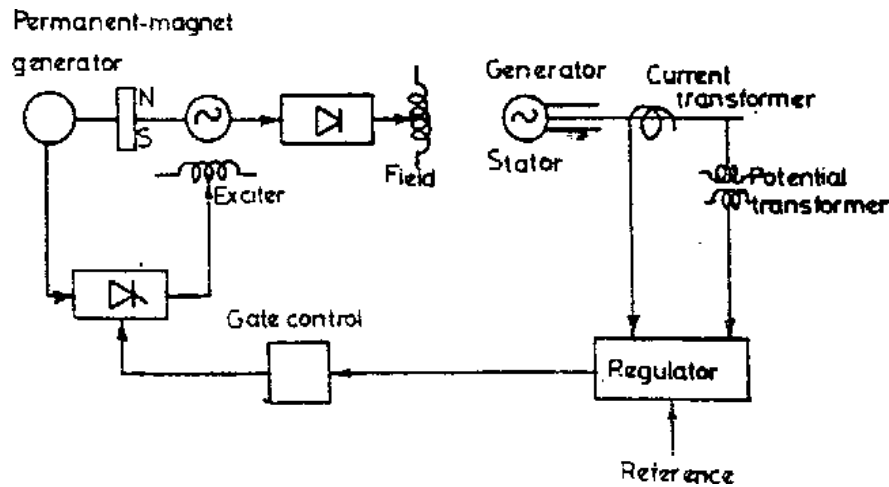 Permanent-magnet
generator
N
S
Exciter
Field
Generator
Stator
Current
transformer
Potential
transformer
Gate control
Regulator
Reference